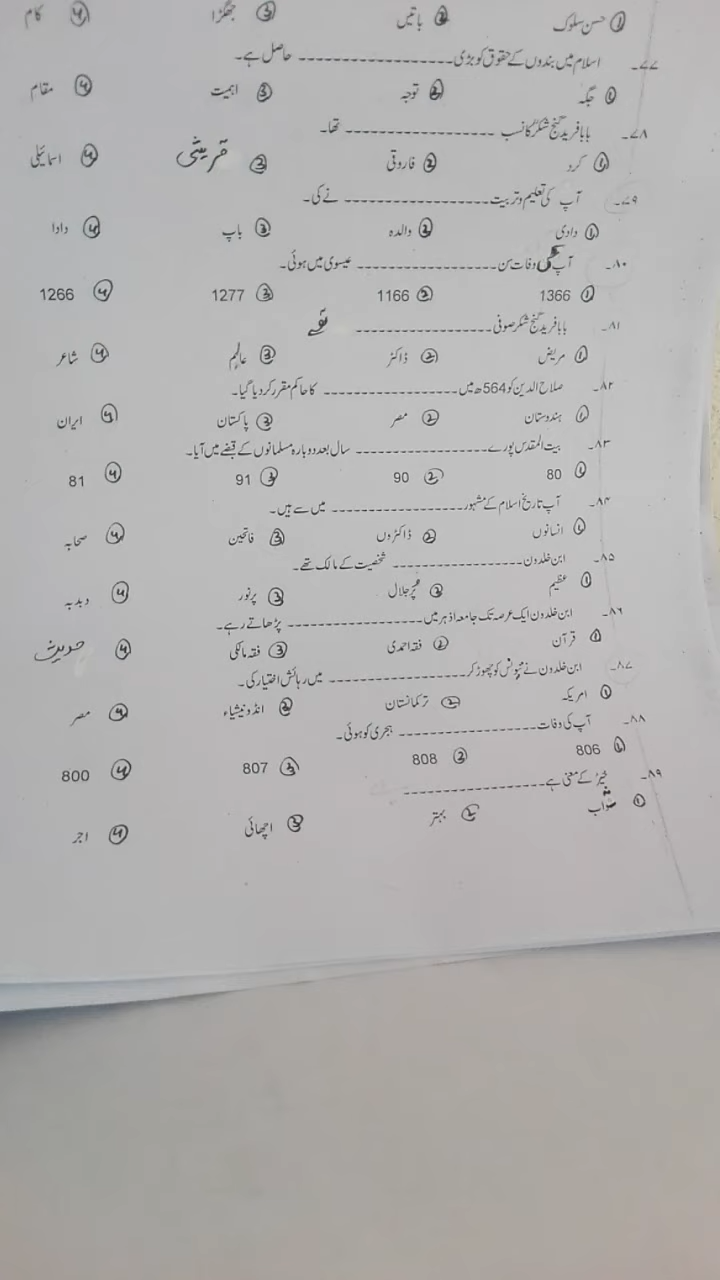 ① حسن سلوک ② باتیں ③ جھگڑا ④ کام
۷۷۔ اسلام میں بندوں کے حقوق کو بڑی ------------------ حاصل ہے۔
① جگہ ② توجہ ③ اہمیت ④ مقام
۷۸۔ بابا فرید گنج شکرؒ کا نسب ------------------ تھا۔
① کرد ② فاروقی ③ قریشی ④ اسمائیلی
۷۹۔ آپ کی تعلیم و تربیت ------------------ نے کی۔
① دادی ② والدہ ③ باپ ④ دادا
۸۰۔ آپ کی وفات سن ------------------ عیسوی میں ہوئی۔
① 1366 ② 1166 ③ 1277 ④ 1266
۸۱۔ بابا فرید گنج شکر صوفی ------------------ تھے
① مریض ② ڈاکٹر ③ عالم ④ شاعر
۸۲۔ صلاح الدین کو 564ھ میں ------------------ کا حاکم مقرر کر دیا گیا۔
① ہندوستان ② مصر ③ پاکستان ④ ایران
۸۳۔ بیت المقدس پورے ------------------ سال بعد دوبارہ مسلمانوں کے قبضے میں آیا۔
① 80 ② 90 ③ 91 ④ 81
۸۴۔ آپ تاریخ اسلام کے مشہور ------------------ میں سے ہیں۔
① انسانوں ② ڈاکٹروں ③ فاتحین ④ صحابہ
۸۵۔ ابن خلدون ------------------ شخصیت کے مالک تھے۔
① عظیم ② پُرجلال ③ پرنور ④ دبدبہ
۸۶۔ ابن خلدون ایک عرصہ تک جامعہ ازہر میں ------------------ پڑھاتے رہے۔
① قرآن ② فقہ احمدی ③ فقہ مالکی ④ حدیث
۸۷۔ ابن خلدون نے تیونس کو چھوڑ کر ------------------ میں رہائش اختیار کی۔
① امریکہ ② ترکمانستان ③ انڈونیشیاء ④ مصر
۸۸۔ آپ کی وفات ------------------ ہجری کو ہوئی۔
① 806 ② 808 ③ 807 ④ 800
۸۹۔ خیرٌ کے معنی ہے ------------------
① ثواب ② بہتر ③ اچھائی ④ اجر